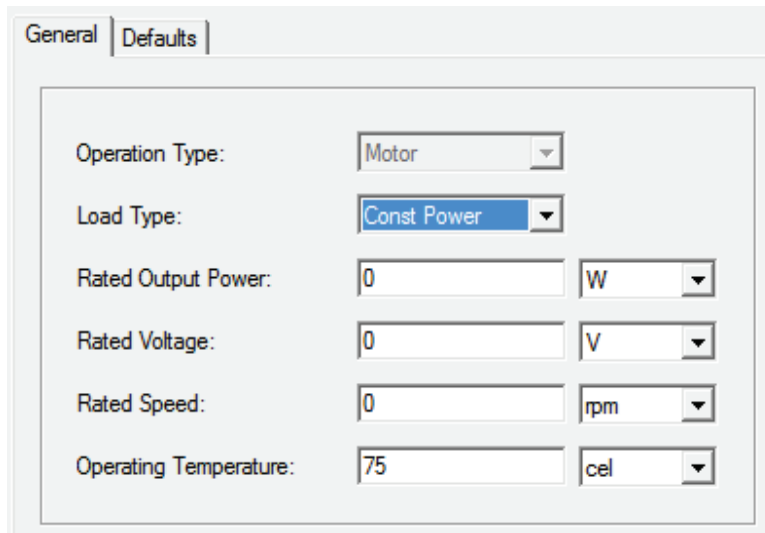 General Defaults
Operation Type: Motor
Load Type: Const Power
Rated Output Power: 0 W
Rated Voltage: 0 V
Rated Speed: 0 rpm
Operating Temperature: 75 cel